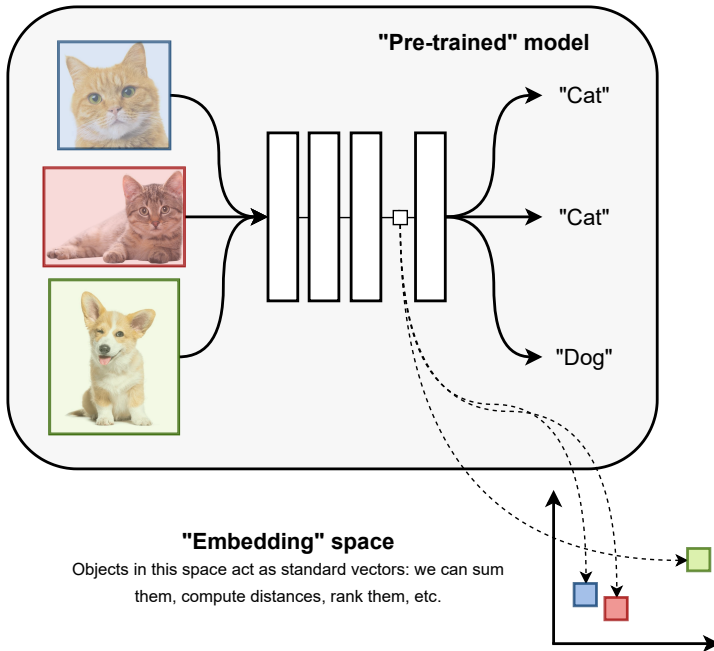 "Pre-trained" model
"Cat"
"Cat"
"Dog"
"Embedding" space
Objects in this space act as standard vectors: we can sum
them, compute distances, rank them, etc.